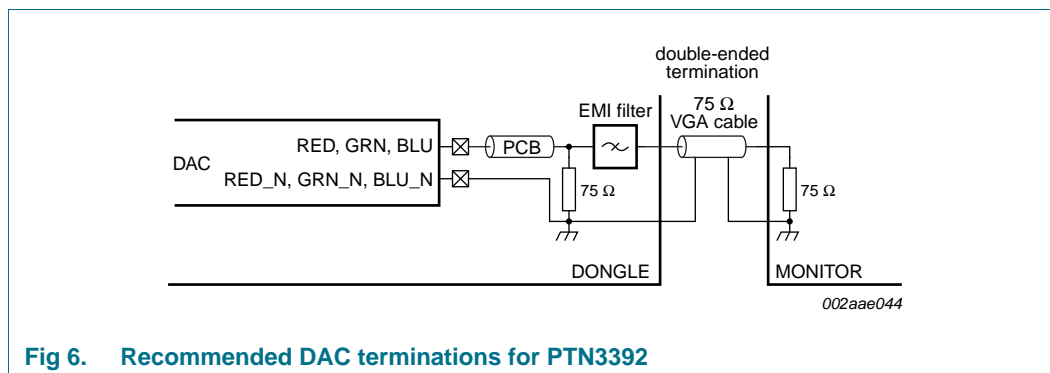 double-ended
termination
EMI filter
75 Ω
VGA cable
RED, GRN, BLU
PCB
DAC
RED_N, GRN_N, BLU_N
75 Ω
75 Ω
DONGLE
MONITOR
002aae044
Fig 6. Recommended DAC terminations for PTN3392